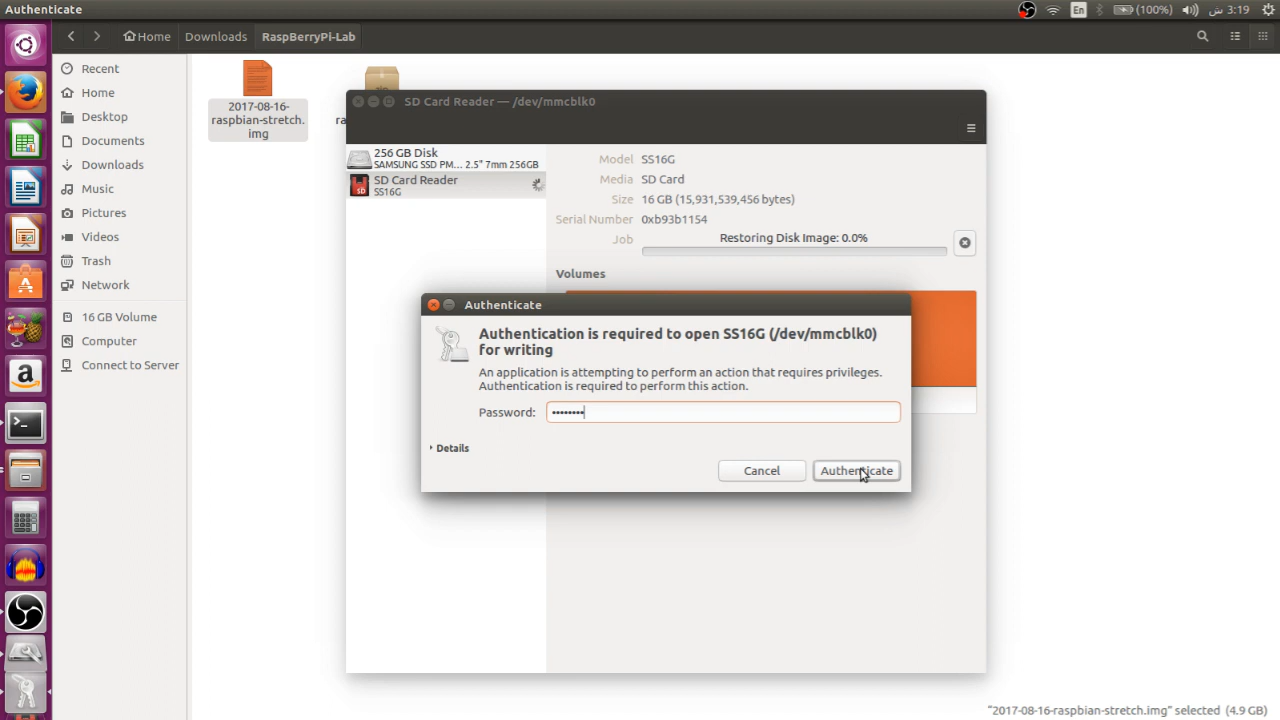 Authenticate
En
(100%)
3:19 ش
Home
Downloads
RaspBerryPi-Lab
Recent
Home
Desktop
Documents
Downloads
Music
Pictures
Videos
Trash
Network
16 GB Volume
Computer
Connect to Server
2017-08-16-
raspbian-stretch.
img
SD Card Reader — /dev/mmcblk0
256 GB Disk
SAMSUNG SSD PM... 2.5" 7mm 256GB
SD Card Reader
SS16G
Model SS16G
Media SD Card
Size 16 GB (15,931,539,456 bytes)
Serial Number 0xb93b1154
Job Restoring Disk Image: 0.0%
Volumes
Authenticate
Authentication is required to open SS16G (/dev/mmcblk0)
for writing
An application is attempting to perform an action that requires privileges.
Authentication is required to perform this action.
Password: ••••••••
Details
Cancel
Authenticate
"2017-08-16-raspbian-stretch.img" selected (4.9 GB)